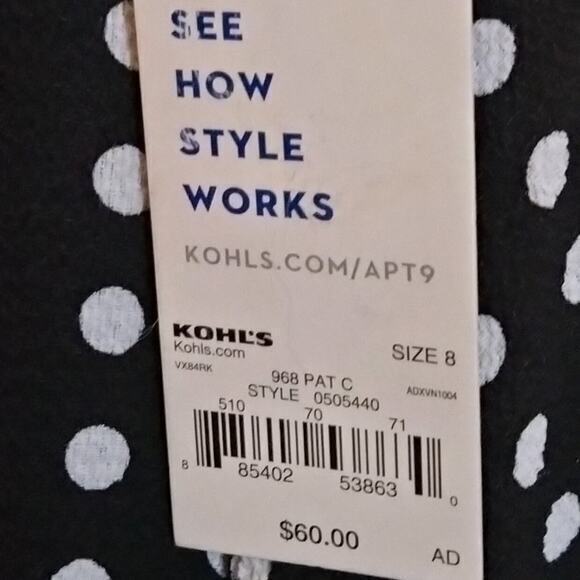 SEE
HOW
STYLE
WORKS
KOHLS.COM/APT9
KOHL'S
Kohls.com
SIZE 8
VX84RK
968 PAT C
ADXVN1004
STYLE 0505440
510 70 71
8 85402 53863 0
$60.00
AD